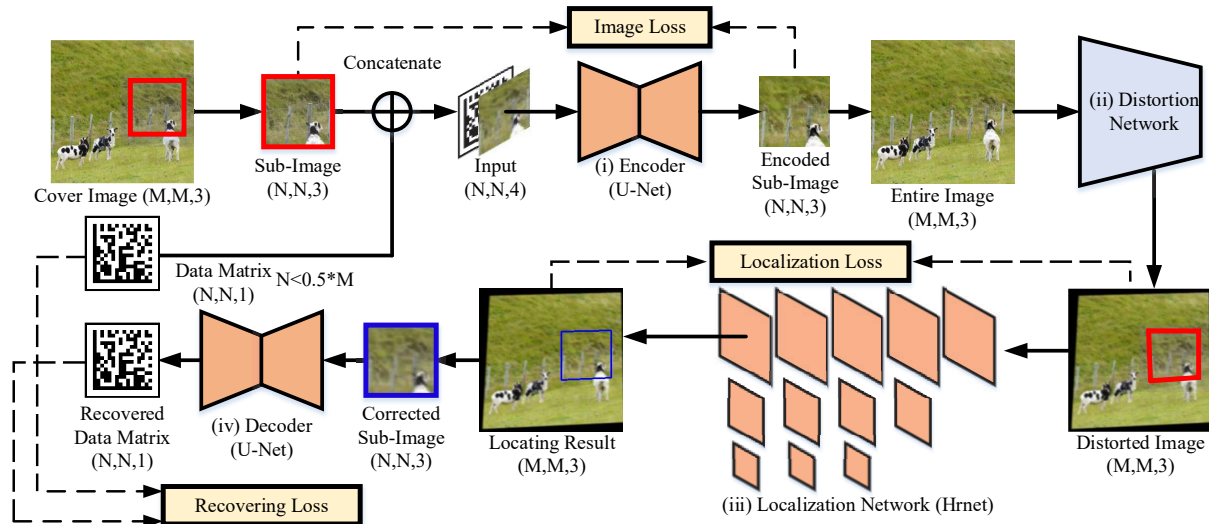 Image Loss
Concatenate
(ii) Distortion
Network
Sub-Image
(N,N,3)
Input
(N,N,4)
(i) Encoder
(U-Net)
Encoded
Sub-Image
(N,N,3)
Cover Image (M,M,3)
Entire Image
(M,M,3)
Data Matrix
(N,N,1)
N<0.5*M
Localization Loss
Recovered
Data Matrix
(N,N,1)
(iv) Decoder
(U-Net)
Corrected
Sub-Image
(N,N,3)
Locating Result
(M,M,3)
Distorted Image
(M,M,3)
(iii) Localization Network (Hrnet)
Recovering Loss